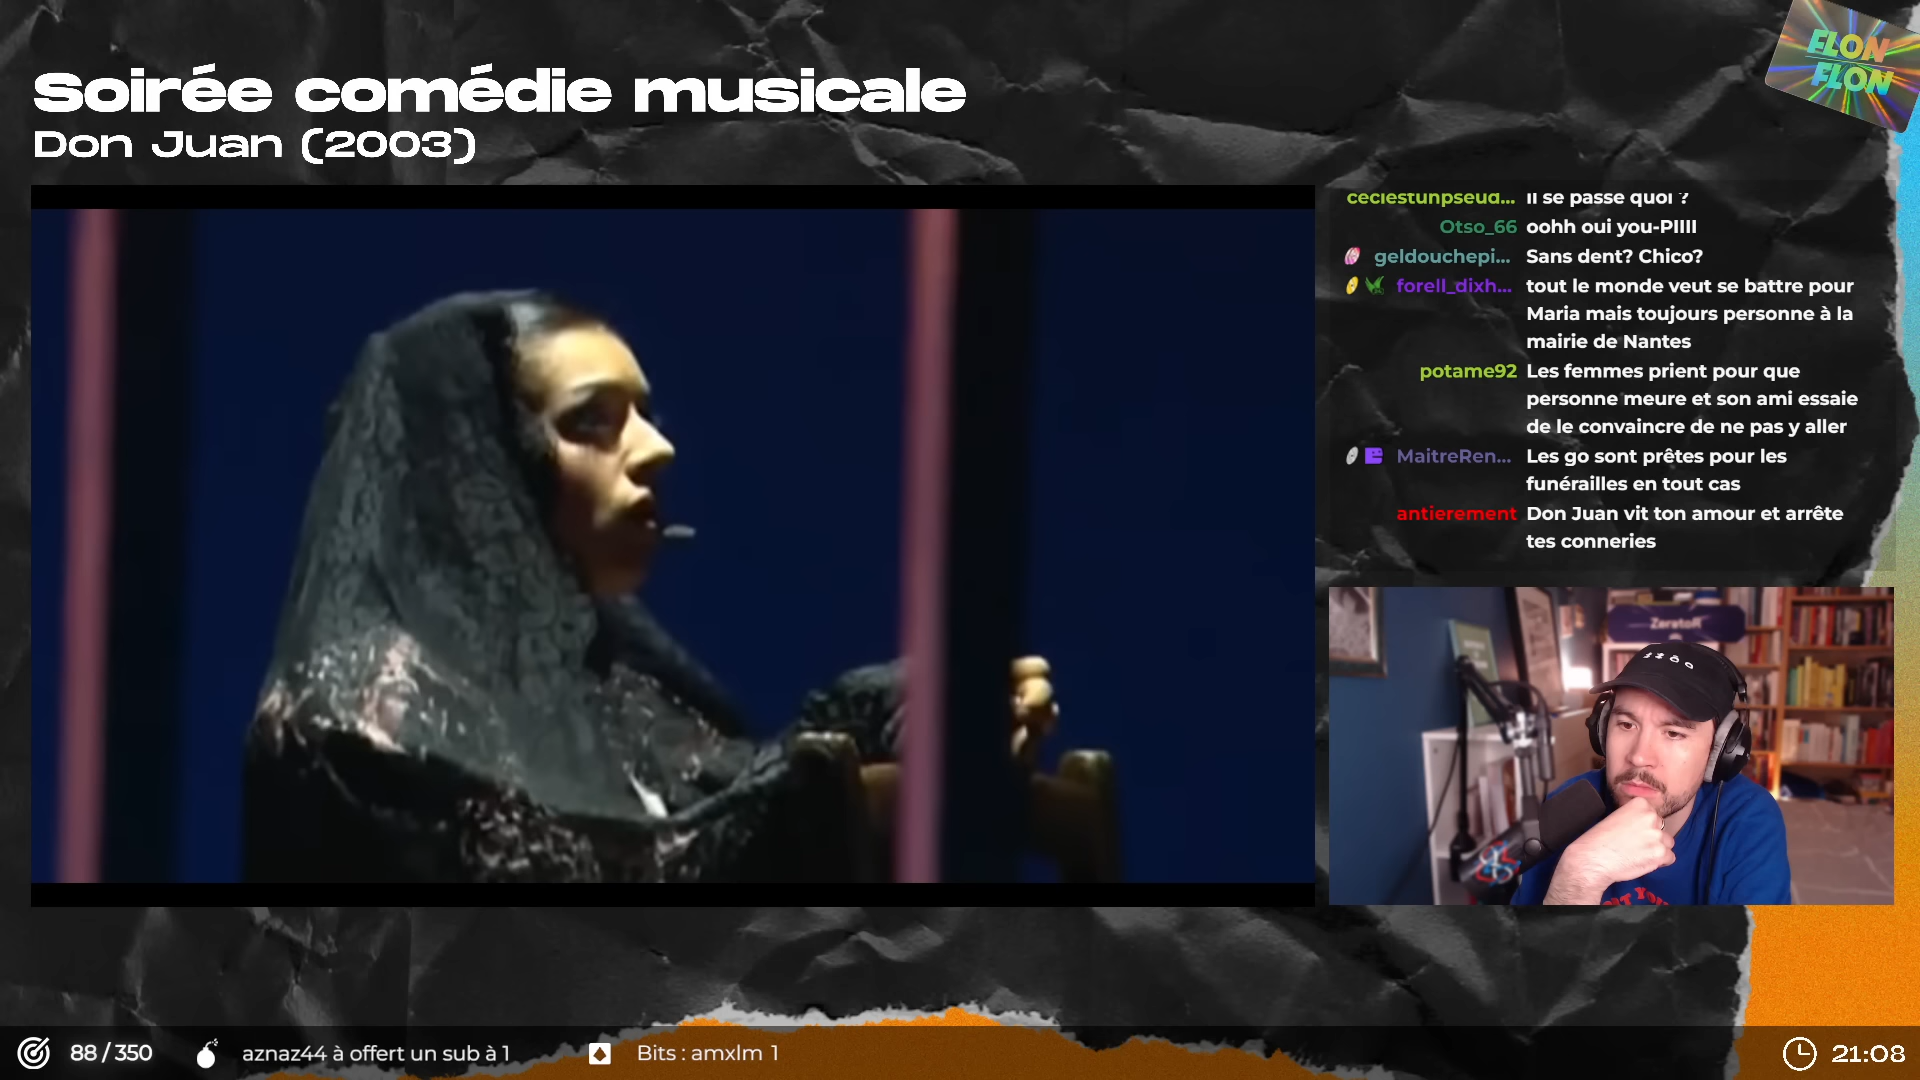 Soirée comédie musicale
Don Juan (2003)
FLON
FLON
ceciestunpseud... il se passe quoi ?
Otso_66 oohh oui you-PIIII
geldouchepi... Sans dent? Chico?
forell_dixh... tout le monde veut se battre pour
Maria mais toujours personne à la
mairie de Nantes
potame92 Les femmes prient pour que
personne meure et son ami essaie
de le convaincre de ne pas y aller
MaitreRen... Les go sont prêtes pour les
funérailles en tout cas
antierement Don Juan vit ton amour et arrête
tes conneries
ZeratoR
88 / 350
aznaz44 à offert un sub à 1
Bits : amxlm 1
21:08